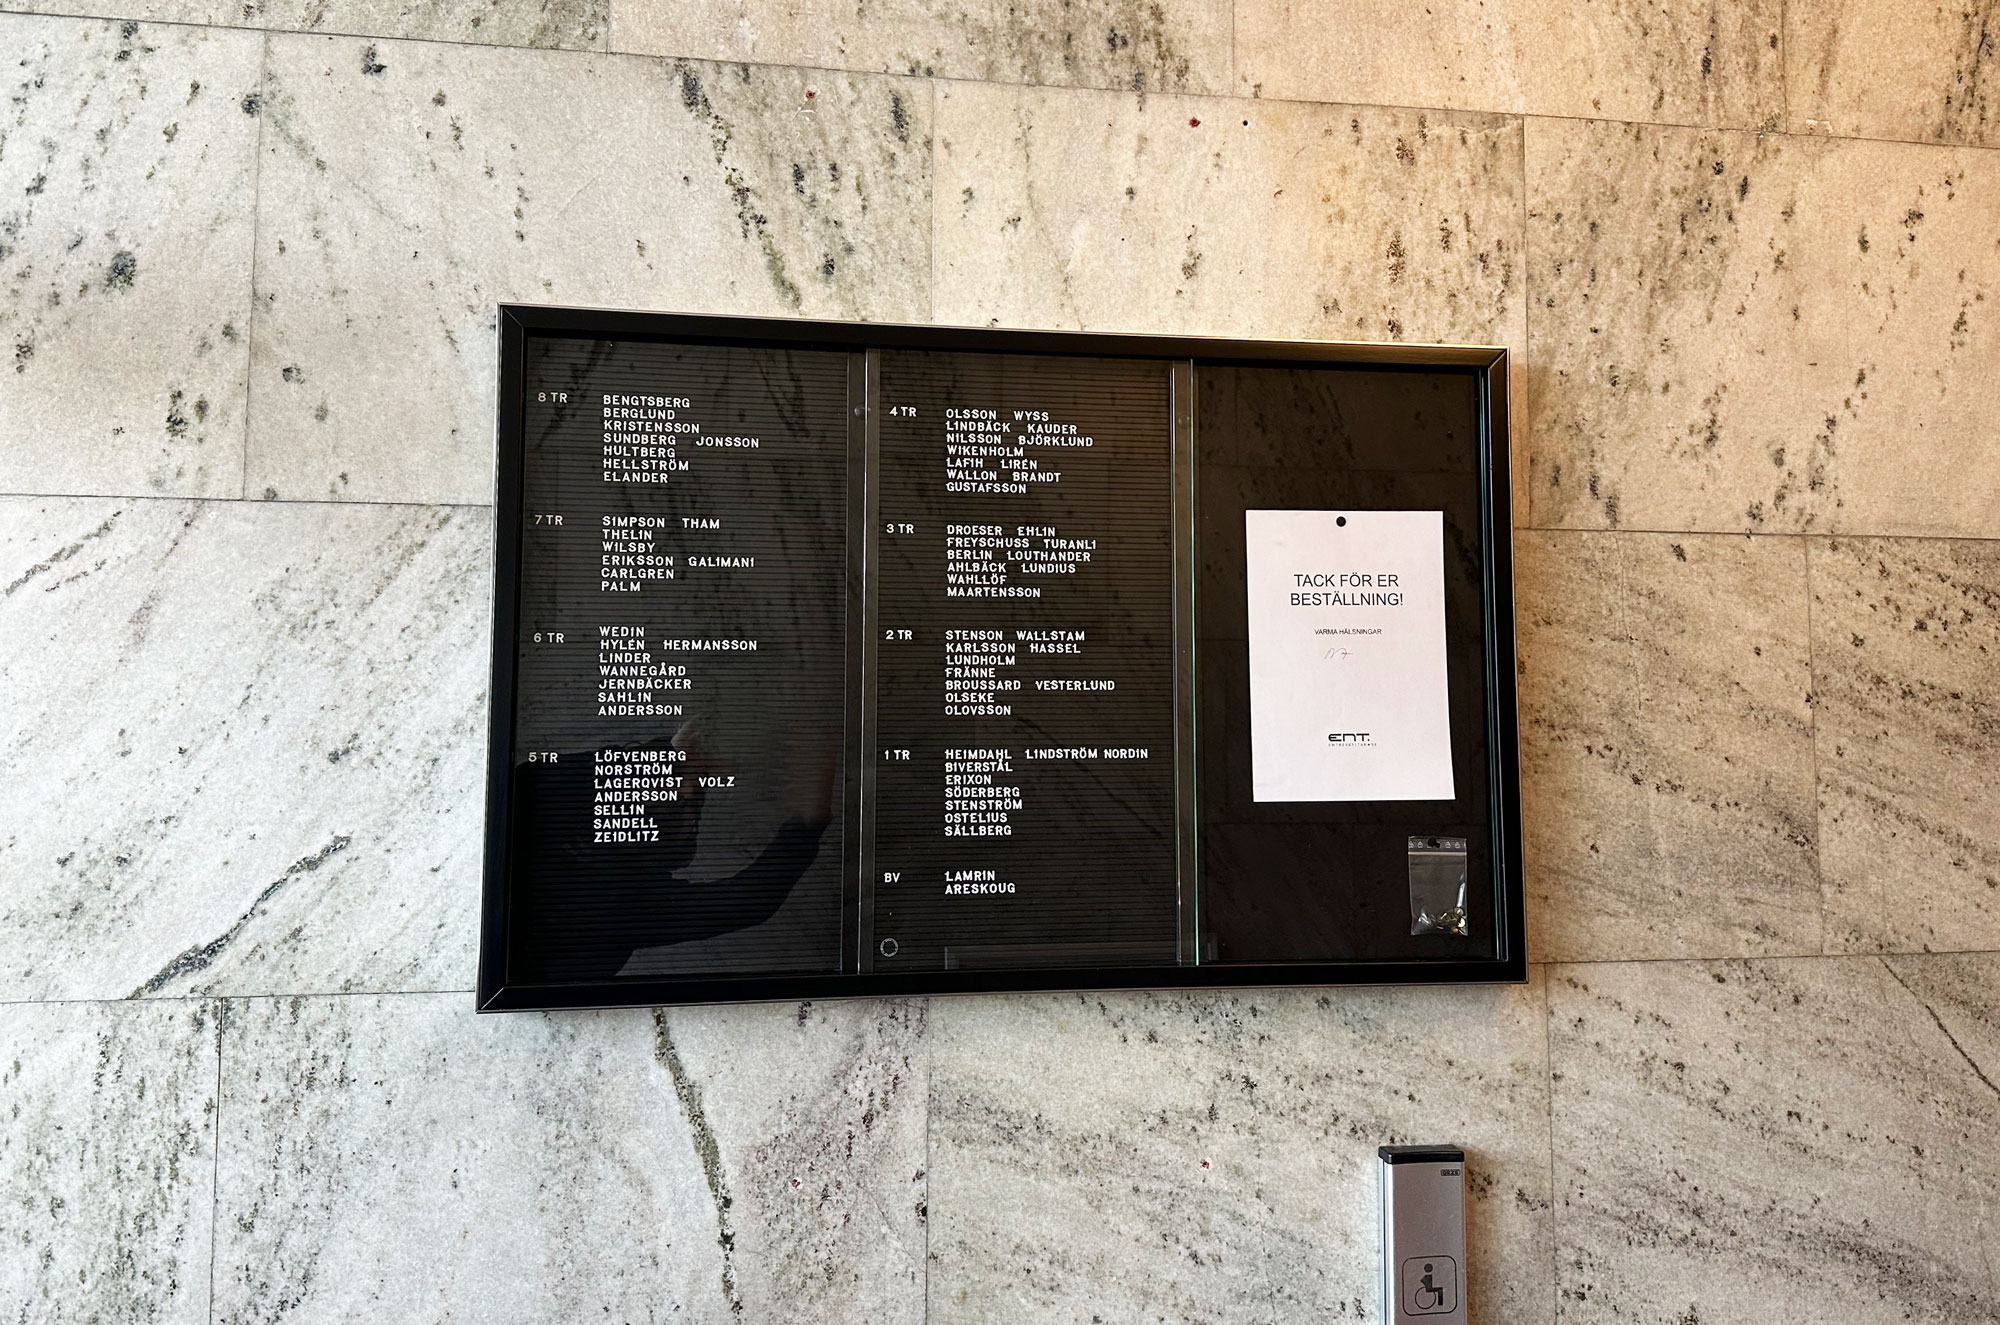 8 TR BENGTSBERG
BERGLUND
KRISTENSSON
SUNDBERG JONSSON
HULTBERG
HELLSTRÖM
ELANDER
7 TR SIMPSON THAM
THELIN
WILSBY
ERIKSSON GALIMANI
CARLGREN
PALM
6 TR WEDIN
HYLÉN HERMANSSON
LINDER
WANNEGÅRD
JERNBÄCKER
SAHLIN
ANDERSSON
5 TR LÖFVENBERG
NORSTRÖM
LAGERQVIST VOLZ
ANDERSSON
SELLIN
SANDELL
ZEIDLITZ
4 TR OLSSON WYSS
LINDBÄCK KAUDER
NILSSON BJÖRKLUND
WIKENHOLM
LAFIH LIRÉN
WALLON BRANDT
GUSTAFSSON
3 TR DROESER EHLIN
FREYSCHUSS TURANLI
BERLIN LOUTHANDER
AHLBÄCK LUNDIUS
WAHLLÖF
MAARTENSSON
2 TR STENSON WALLSTAM
KARLSSON HASSEL
LUNDHOLM
FRÄNNE
BROUSSARD VESTERLUND
OLSEKE
OLOVSSON
1 TR HEIMDAHL LINDSTRÖM NORDIN
BIVERSTÅL
ERIXON
SÖDERBERG
STENSTRÖM
OSTELIUS
SÄLLBERG
BV LAMRIN
ARESKOUG
TACK FÖR ER
BESTÄLLNING!
VARMA HÄLSNINGAR
ENT.